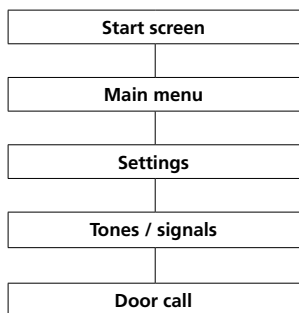 Start screen
Main menu
Settings
Tones / signals
Door call